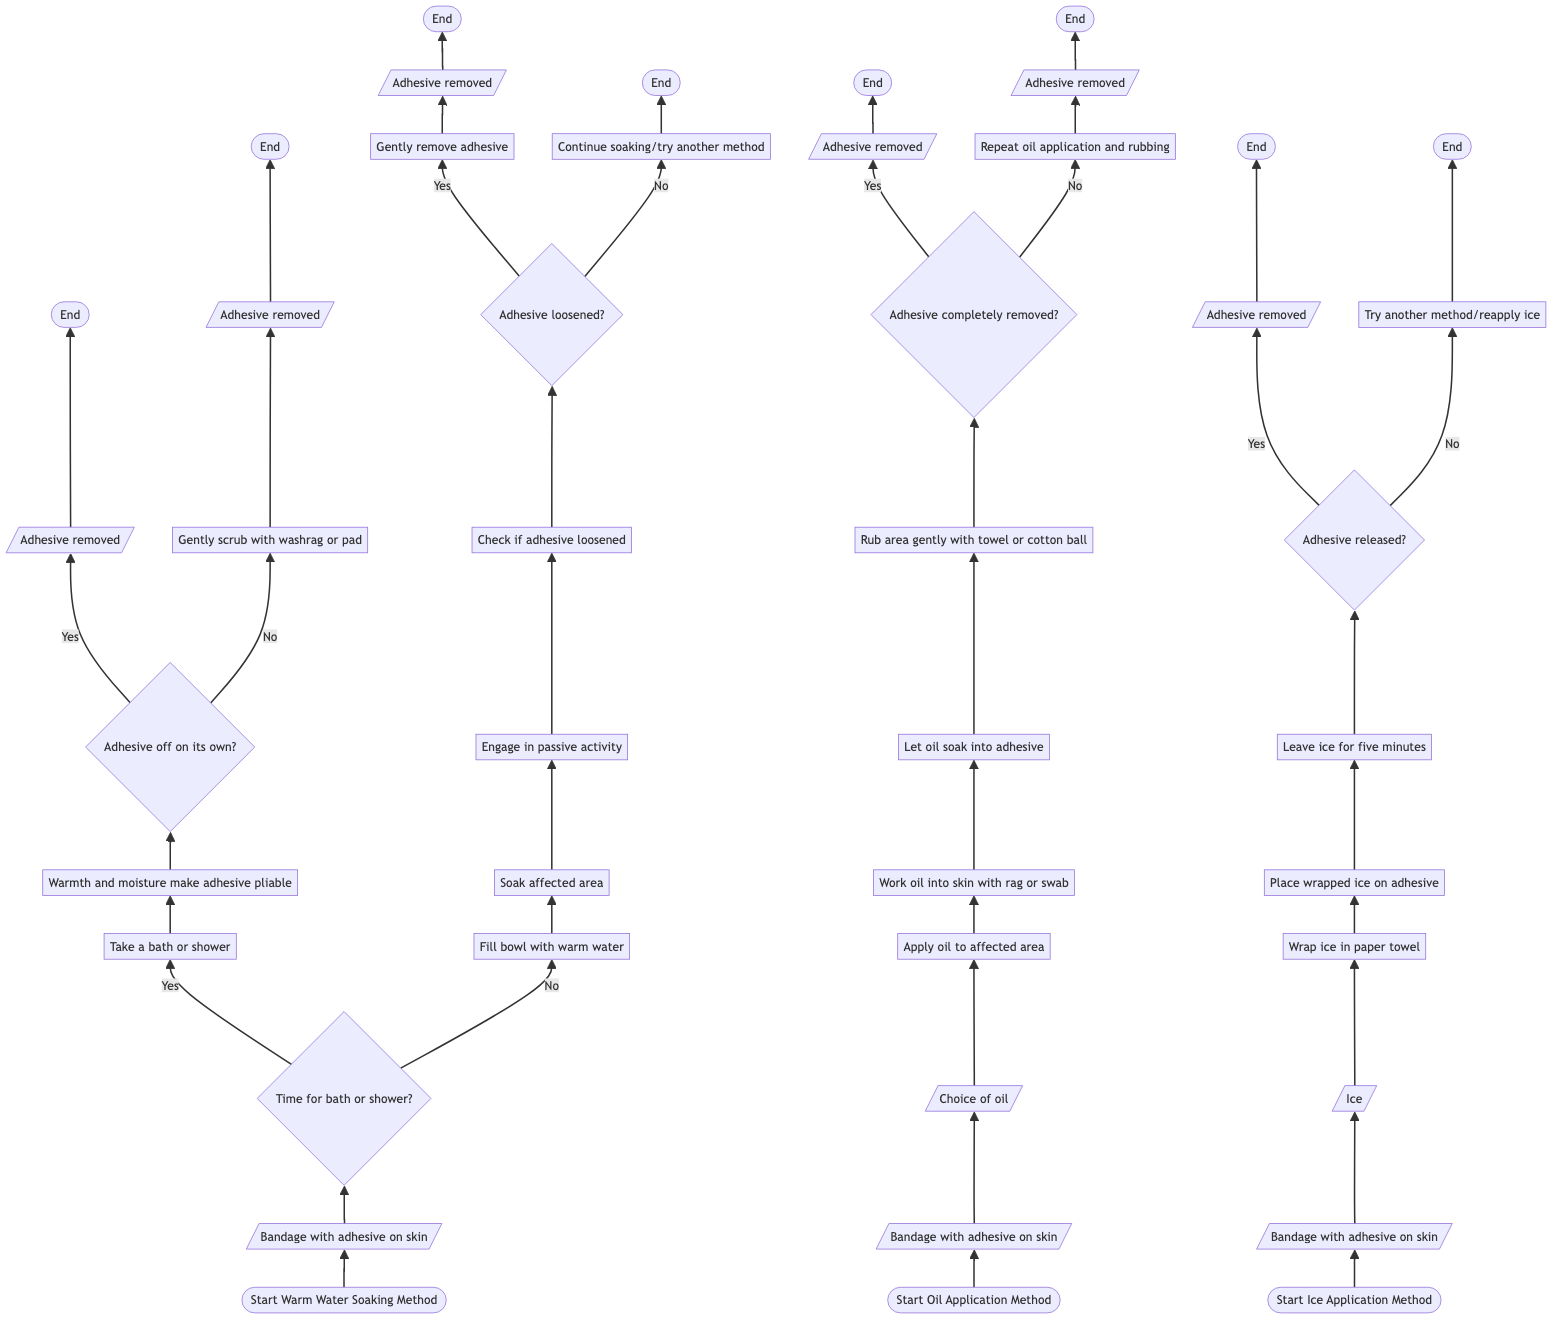 End
End
Adhesive removed
Adhesive removed
End
End
End
Gently remove adhesive
Continue soaking/try another method
Adhesive removed
Repeat oil application and rubbing
End
End
Yes
No
Yes
No
End
Adhesive removed
Adhesive loosened?
Adhesive completely removed?
Adhesive removed
Try another method/reapply ice
Yes
No
Adhesive removed
Gently scrub with washrag or pad
Check if adhesive loosened
Rub area gently with towel or cotton ball
Adhesive released?
Yes
No
Adhesive off on its own?
Engage in passive activity
Let oil soak into adhesive
Leave ice for five minutes
Warmth and moisture make adhesive pliable
Soak affected area
Work oil into skin with rag or swab
Place wrapped ice on adhesive
Take a bath or shower
Fill bowl with warm water
Apply oil to affected area
Wrap ice in paper towel
Yes
No
Time for bath or shower?
Choice of oil
Ice
Bandage with adhesive on skin
Bandage with adhesive on skin
Bandage with adhesive on skin
Start Warm Water Soaking Method
Start Oil Application Method
Start Ice Application Method